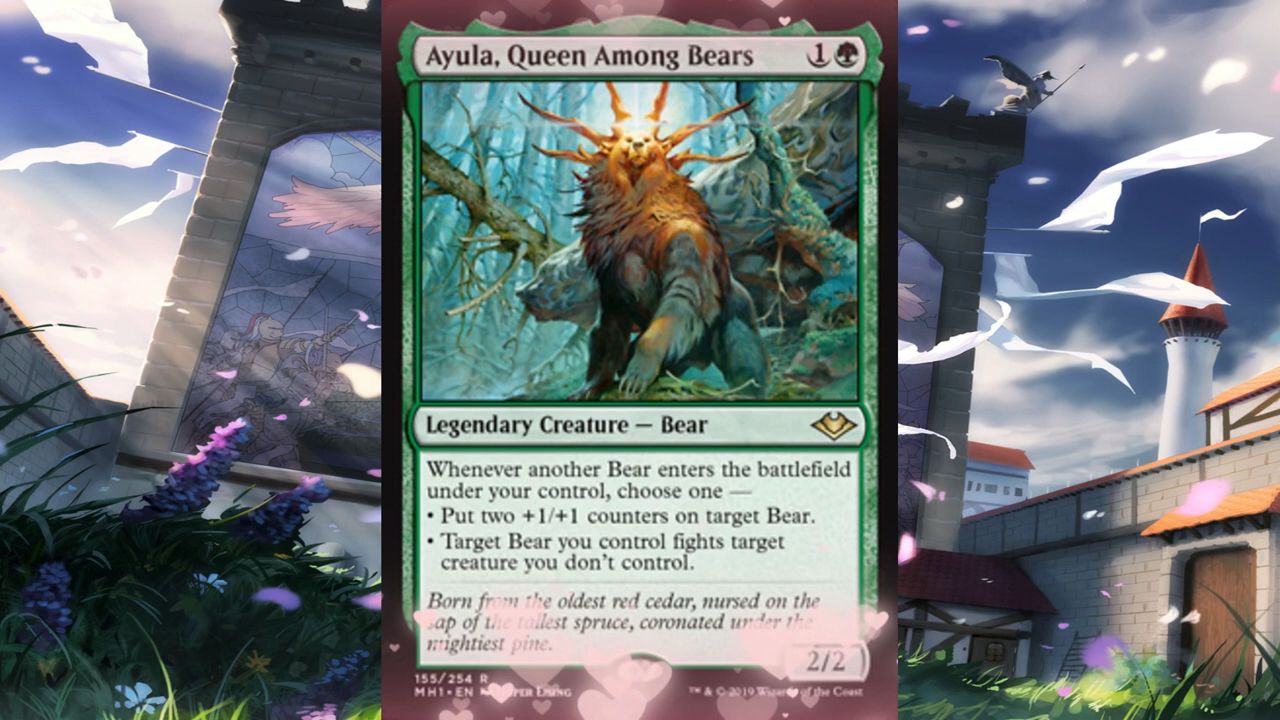 Ayula, Queen Among Bears 1
Legendary Creature — Bear
Whenever another Bear enters the battlefield
under your control, choose one —
• Put two +1/+1 counters on target Bear.
• Target Bear you control fights target
creature you don't control.
Born from the oldest red cedar, nursed on the
sap of the tallest spruce, coronated under the
mightiest pine.
2/2
155/254 R
MH1 • EN
™ & © 2019 Wizards of the Coast